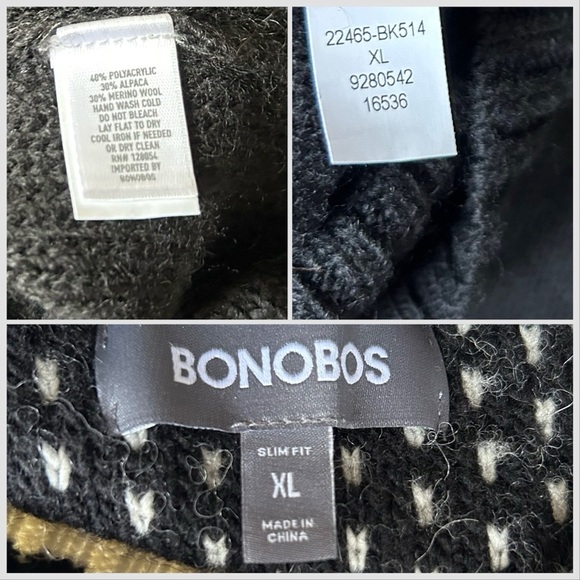 40% POLYACRYLIC
30% ALPACA
30% MERINO WOOL
HAND WASH COLD
DO NOT BLEACH
LAY FLAT TO DRY
COOL IRON IF NEEDED
OR DRY CLEAN
RN# 128054
IMPORTED BY
BONOBOS
22465-BK514
XL
9280542
16536
BONOBOS
SLIM FIT
XL
MADE IN
CHINA